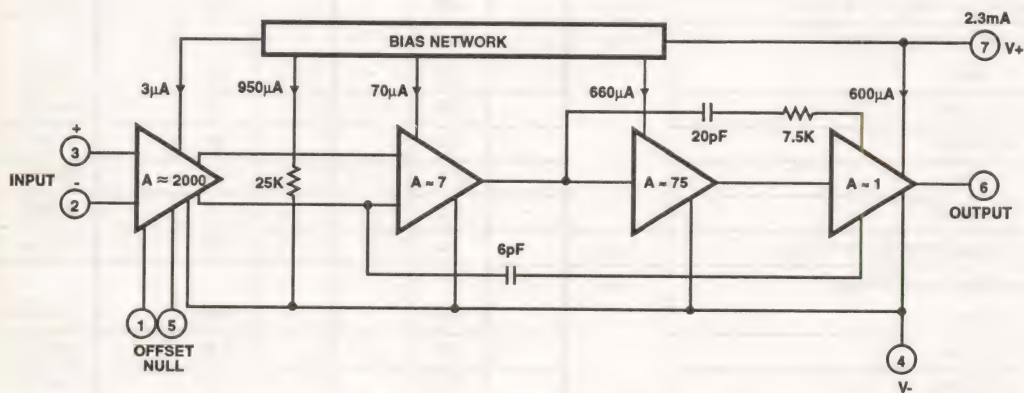 2.3mA
BIAS NETWORK
7 V+
3µA
950µA
70µA
660µA
600µA
20pF
7.5K
+
3
INPUT
A ≈ 2000
25K
A ≈ 7
A ≈ 75
A ≈ 1
6
-
2
OUTPUT
6pF
1
5
OFFSET
NULL
4
V-